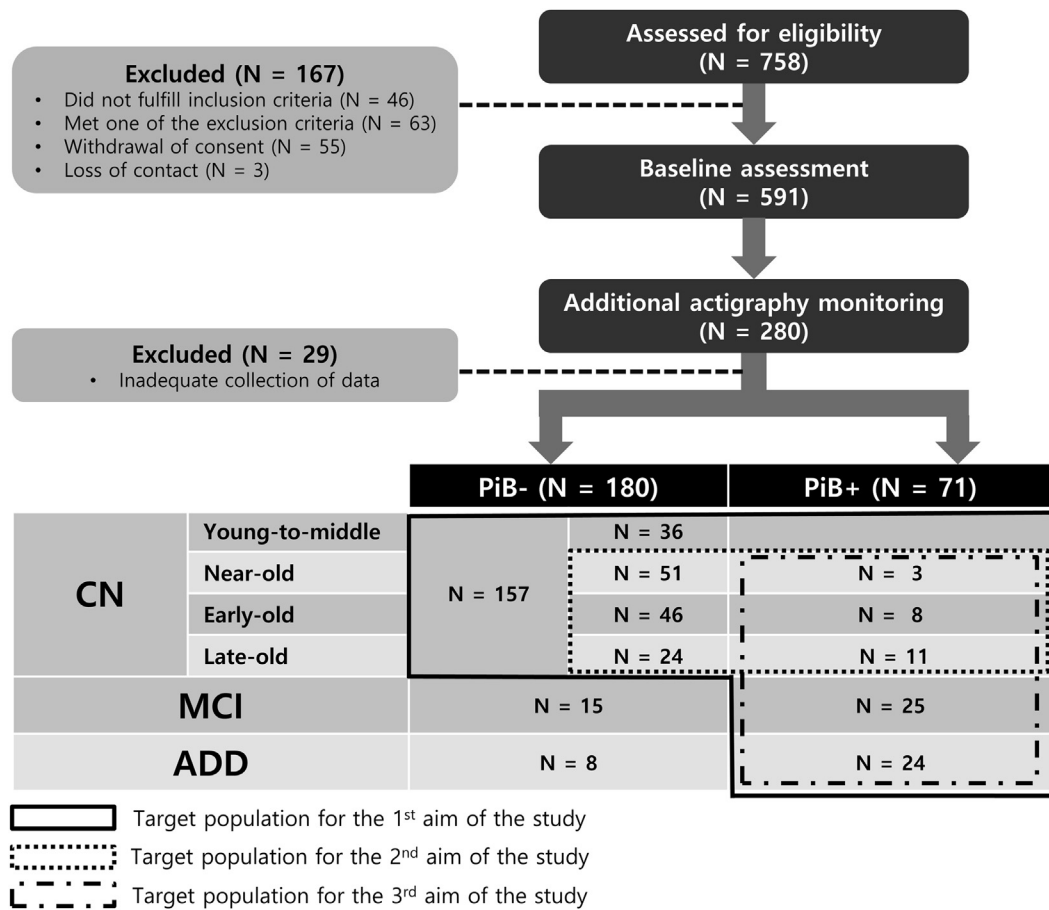 Assessed for eligibility
(N = 758)
Excluded (N = 167)
• Did not fulfill inclusion criteria (N = 46)
• Met one of the exclusion criteria (N = 63)
• Withdrawal of consent (N = 55)
• Loss of contact (N = 3)
Baseline assessment
(N = 591)
Additional actigraphy monitoring
(N = 280)
Excluded (N = 29)
• Inadequate collection of data
PiB- (N = 180) PiB+ (N = 71)
CN
N = 157
Young-to-middle N = 36
Near-old N = 51 N = 3
Early-old N = 46 N = 8
Late-old N = 24 N = 11
MCI N = 15 N = 25
ADD N = 8 N = 24
Target population for the 1st aim of the study
Target population for the 2nd aim of the study
Target population for the 3rd aim of the study